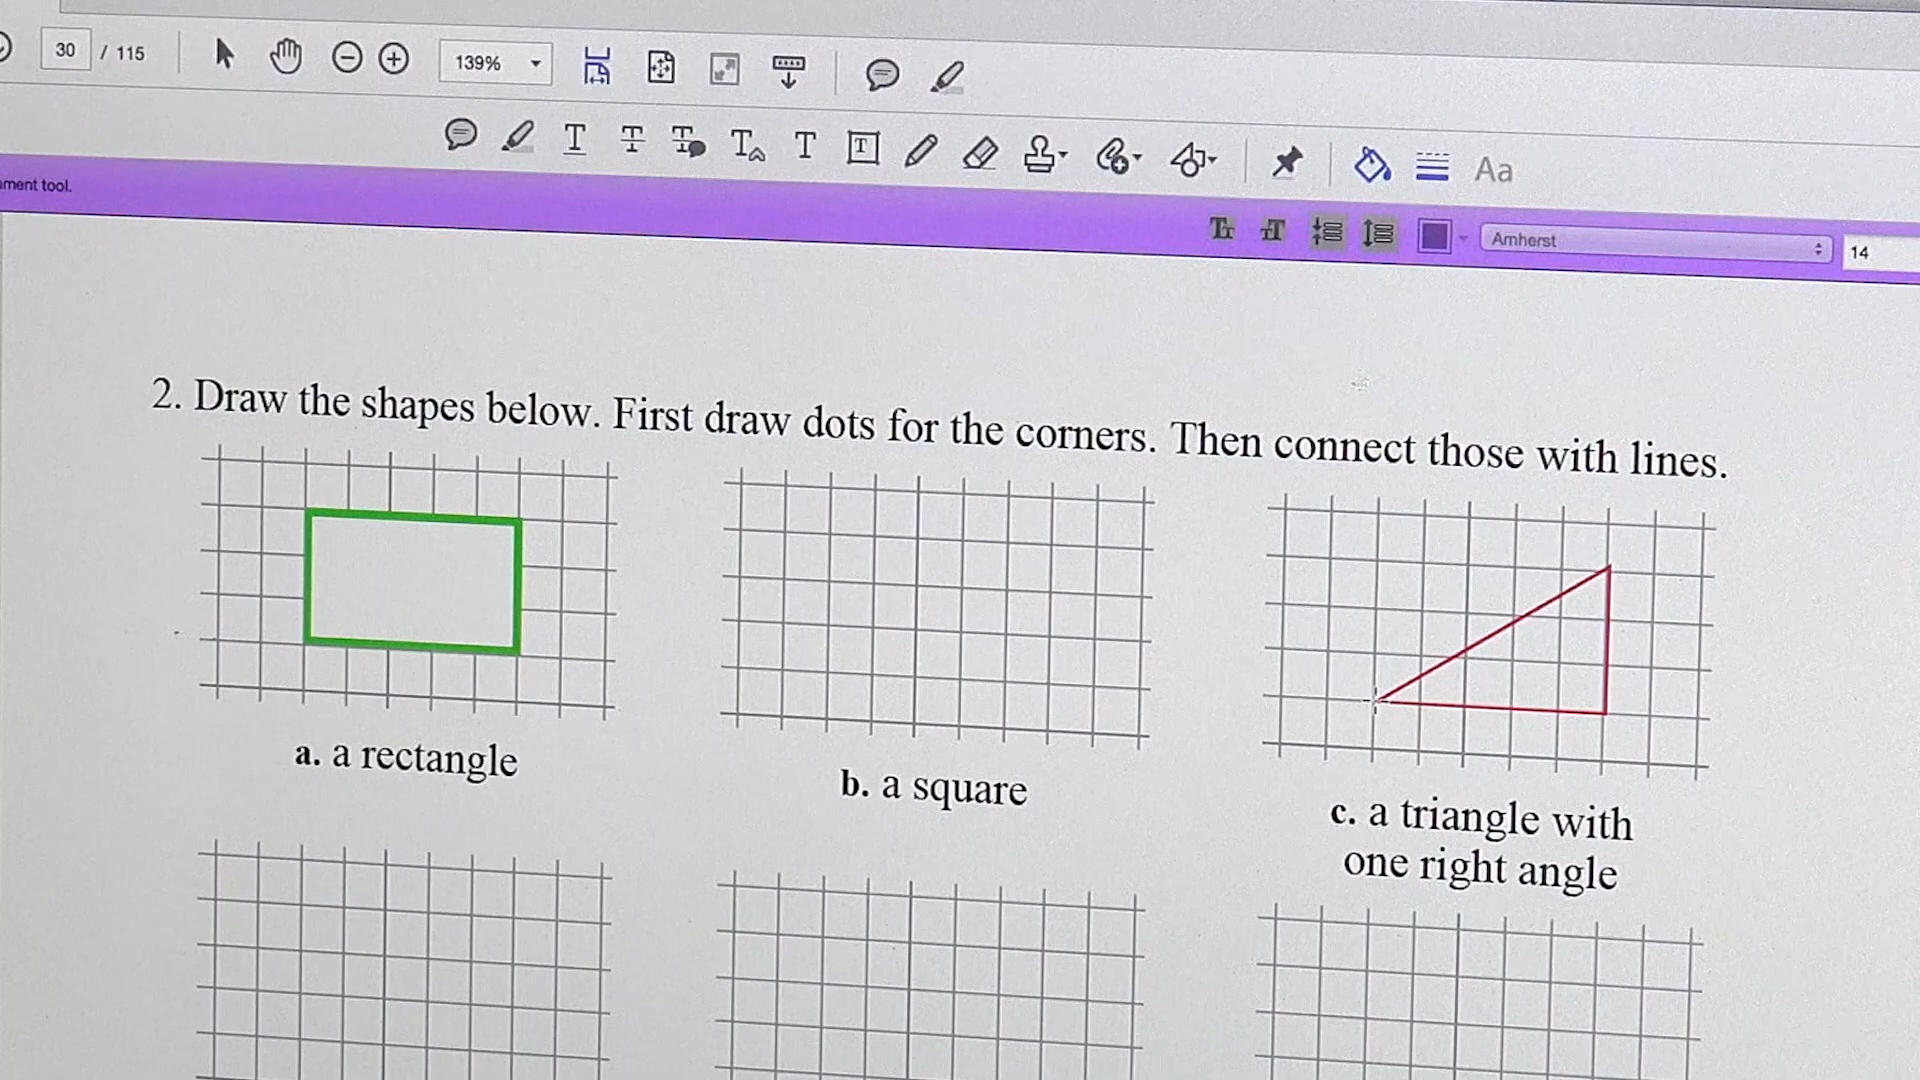 30 / 115
139%
Aa
ment tool.
Amherst
14
2. Draw the shapes below. First draw dots for the corners. Then connect those with lines.
a. a rectangle
b. a square
c. a triangle with
one right angle